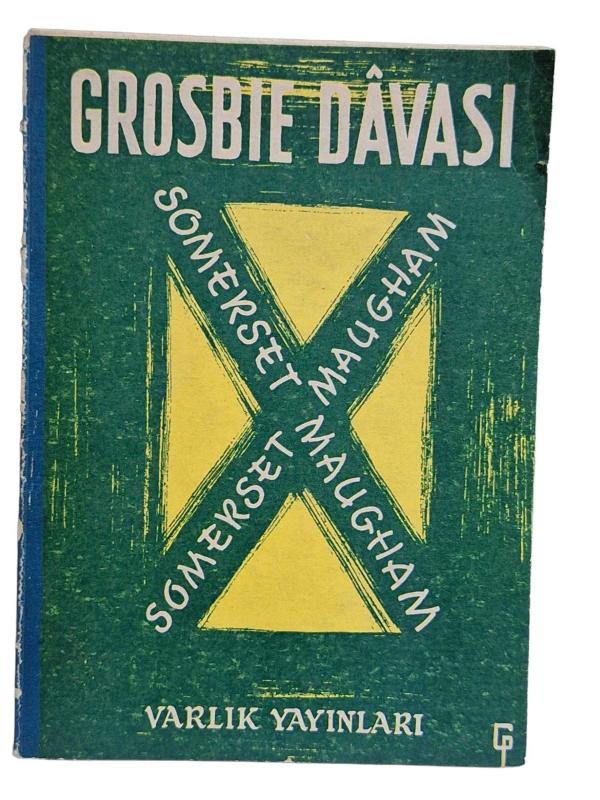 GROSBIE DÂVASI
SOMERSET MAUGHAM
SOMERSET MAUGHAM
VARLIK YAYINLARI